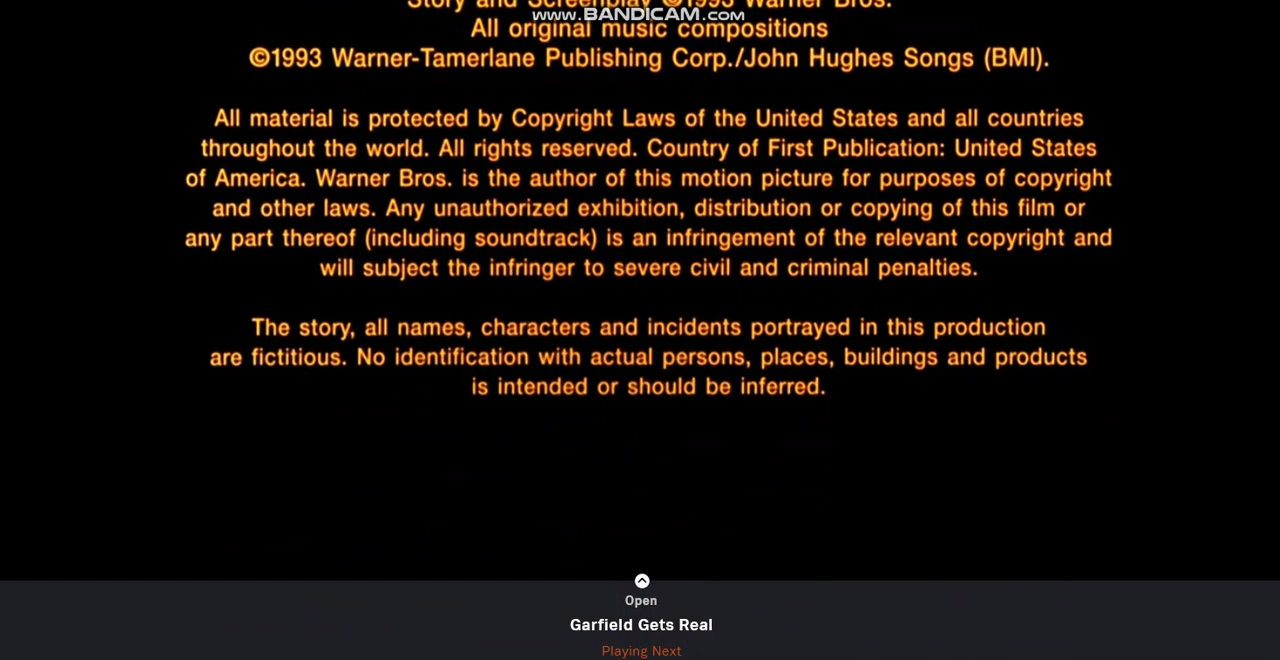 Story and Screenplay ©1993 Warner Bros.
www.BANDICAM.com
All original music compositions
©1993 Warner-Tamerlane Publishing Corp./John Hughes Songs (BMI).
All material is protected by Copyright Laws of the United States and all countries
throughout the world. All rights reserved. Country of First Publication: United States
of America. Warner Bros. is the author of this motion picture for purposes of copyright
and other laws. Any unauthorized exhibition, distribution or copying of this film or
any part thereof (including soundtrack) is an infringement of the relevant copyright and
will subject the infringer to severe civil and criminal penalties.
The story, all names, characters and incidents portrayed in this production
are fictitious. No identification with actual persons, places, buildings and products
is intended or should be inferred.
Open
Garfield Gets Real
Playing Next